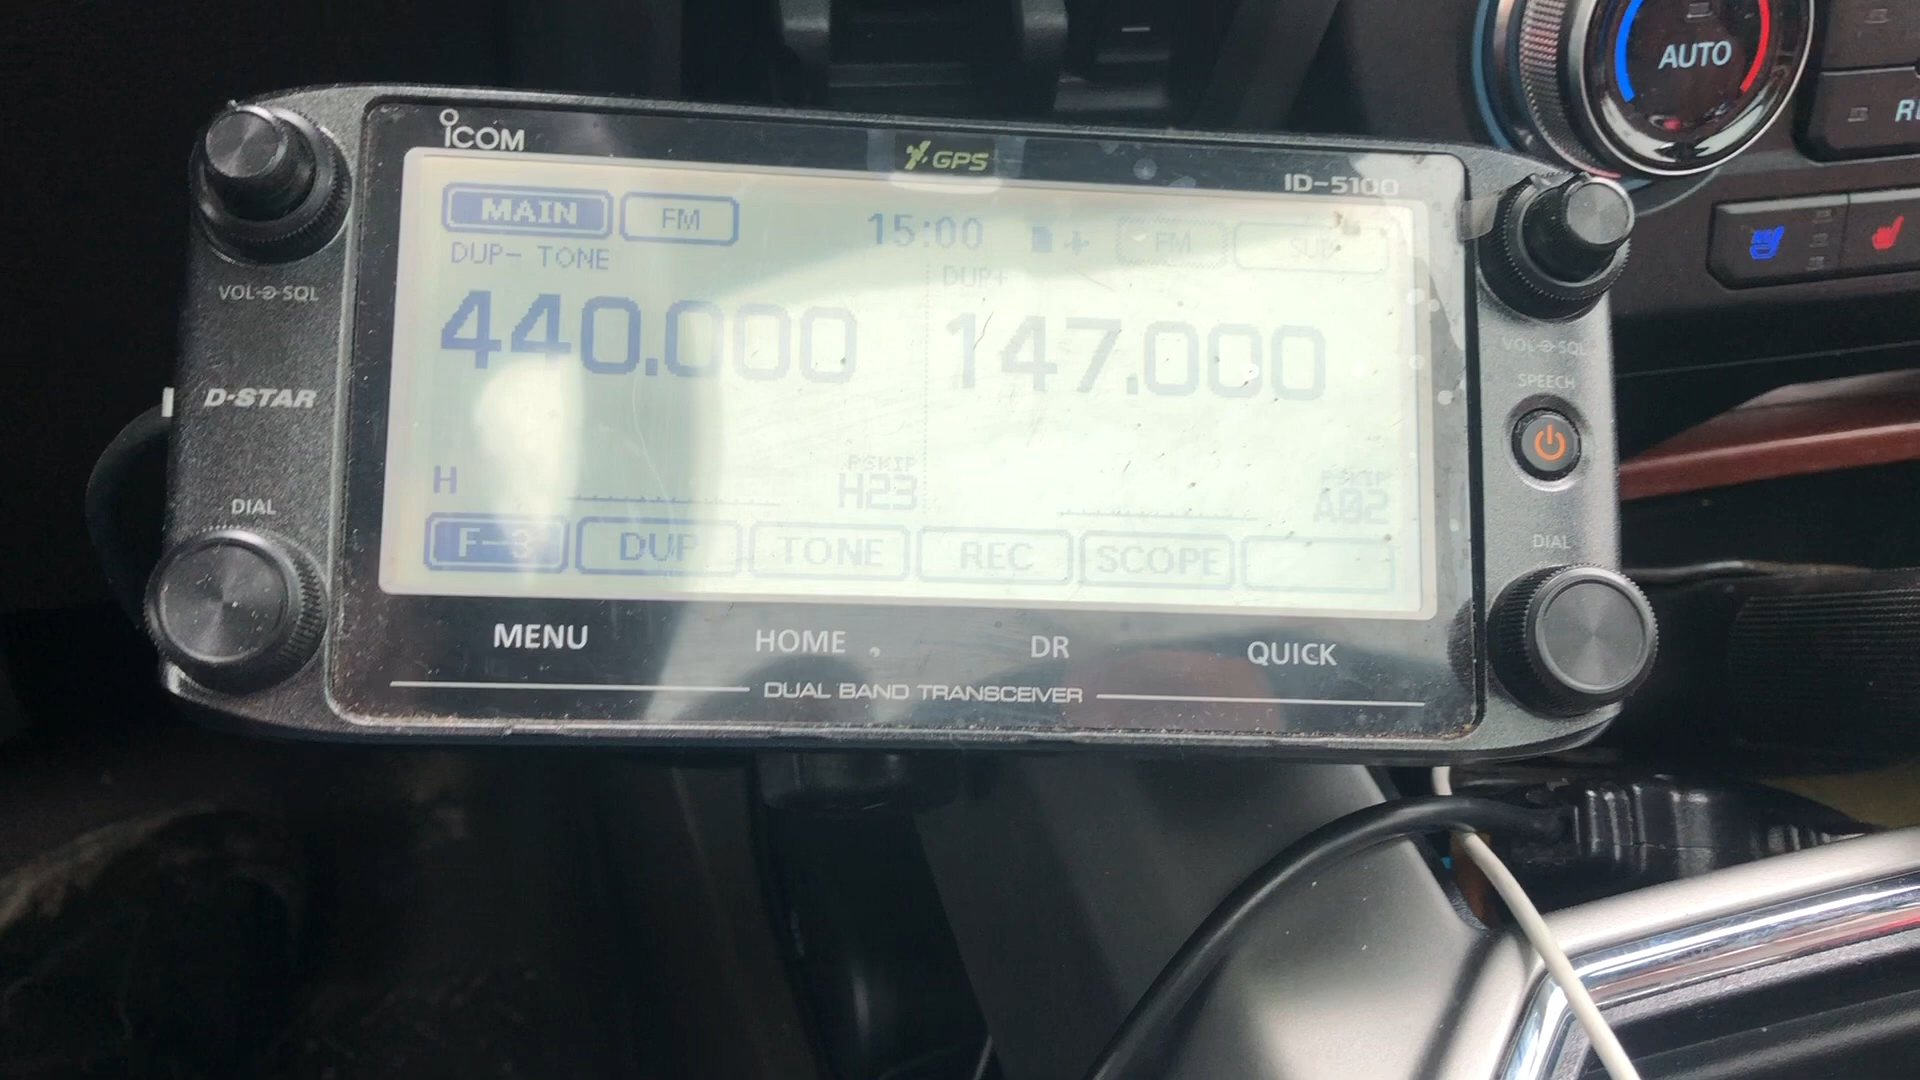 AUTO
ICOM
GPS
ID-5100
MAIN FM 15:00 FM SUB
DUP- TONE DUP+
440.000 147.000
VOL SQL
VOL SQL
SPEECH
D-STAR
H PSKIP PSKIP
H23 A02
DIAL
DIAL
F-3 DUP TONE REC SCOPE
MENU HOME DR QUICK
DUAL BAND TRANSCEIVER